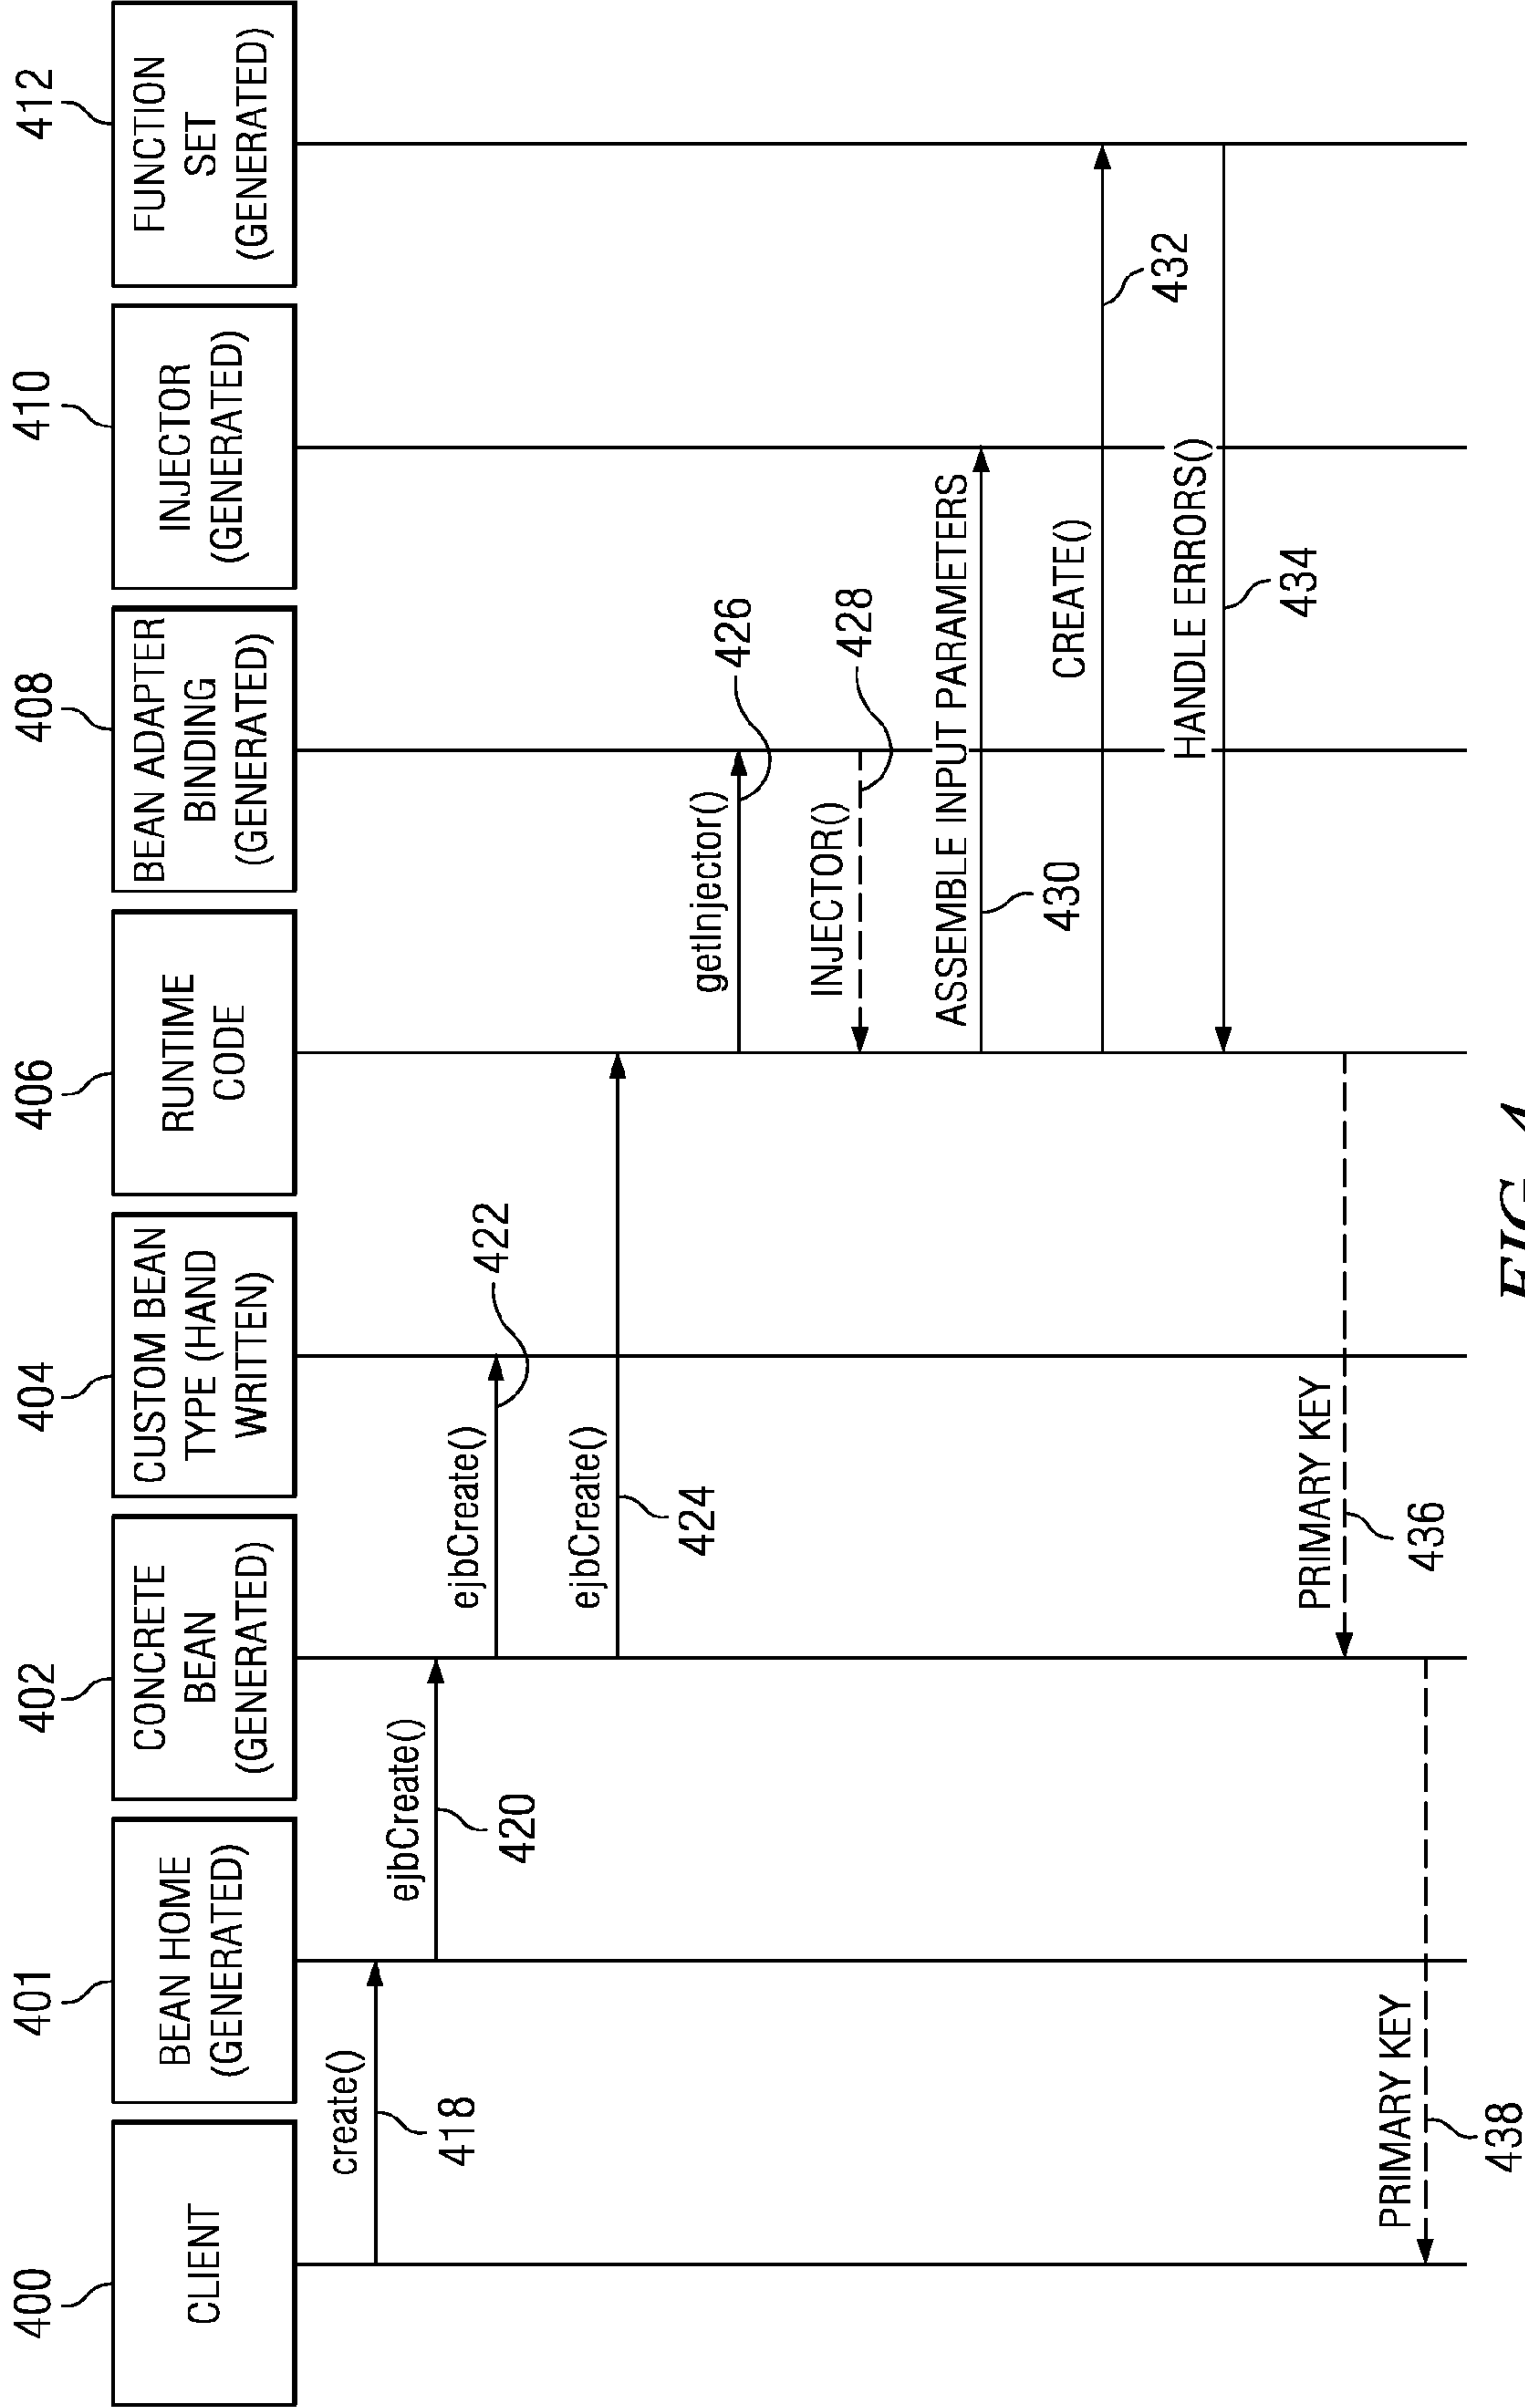 400
401
402
404
406
408
410
412
CLIENT
BEAN HOME
(GENERATED)
CONCRETE
BEAN
(GENERATED)
CUSTOM BEAN
TYPE (HAND
WRITTEN)
RUNTIME
CODE
BEAN ADAPTER
BINDING
(GENERATED)
INJECTOR
(GENERATED)
FUNCTION
SET
(GENERATED)
create()
418
ejbCreate()
420
ejbCreate()
422
ejbCreate()
424
getInjector()
426
INJECTOR()
428
ASSEMBLE INPUT PARAMETERS
430
CREATE()
432
HANDLE ERRORS()
434
PRIMARY KEY
436
PRIMARY KEY
438